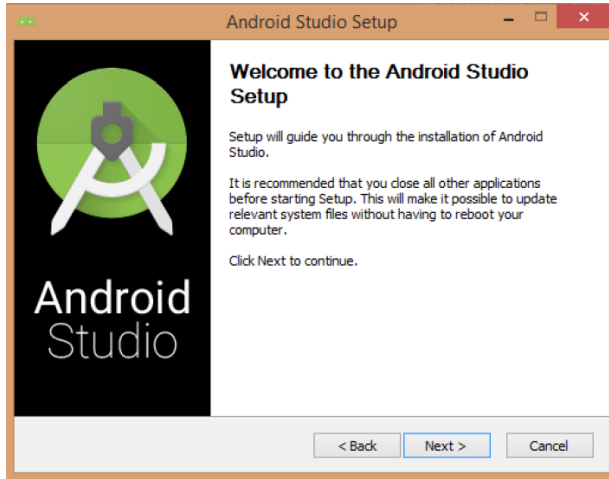 Android Studio Setup
Welcome to the Android Studio
Setup
Setup will guide you through the installation of Android
Studio.
It is recommended that you close all other applications
before starting Setup. This will make it possible to update
relevant system files without having to reboot your
computer.
Click Next to continue.
Android
Studio
< Back Next > Cancel